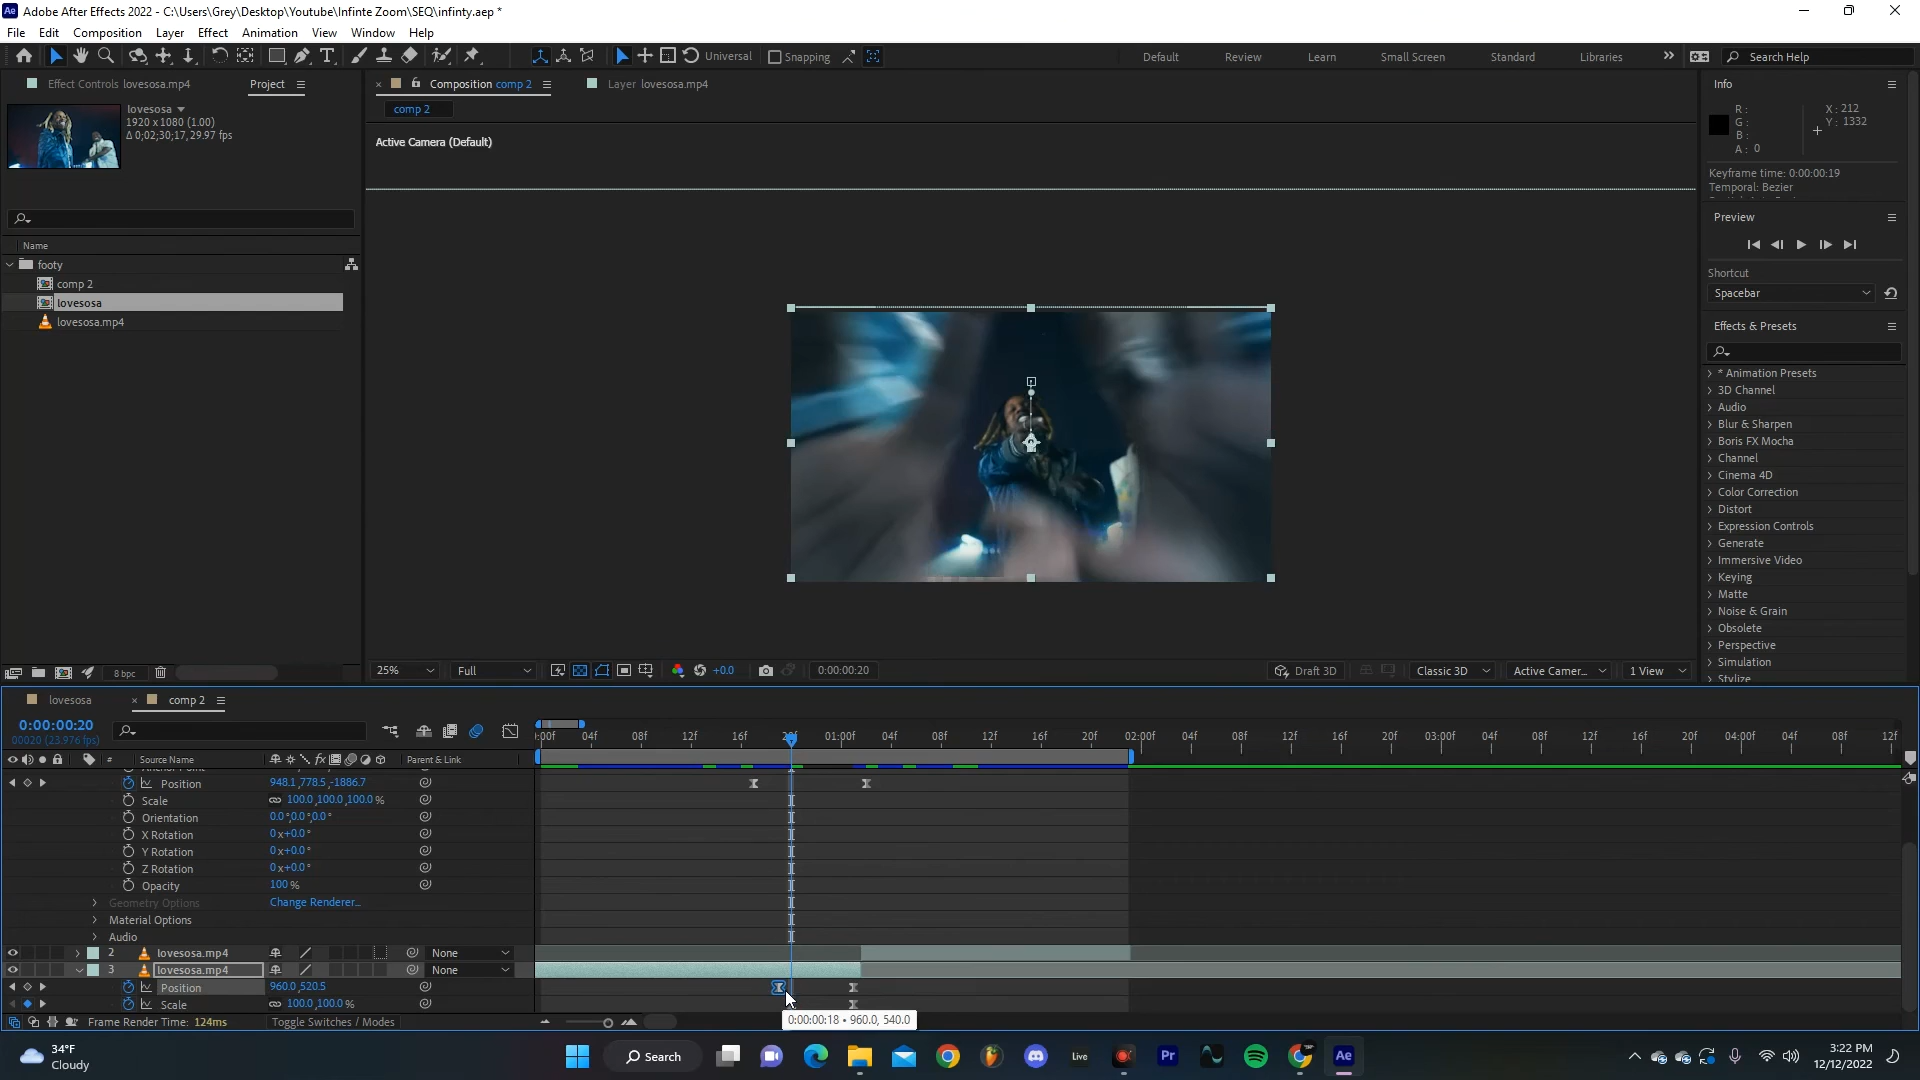 Adobe After Effects 2022 - C:\Users\Grey\Desktop\Youtube\Infinte Zoom\SEQ\infinty.aep *
File Edit Composition Layer Effect Animation View Window Help
Universal Snapping Default Review Learn Small Screen Standard Libraries Search Help
Effect Controls lovesosa.mp4 Project
Composition comp 2 Layer lovesosa.mp4
Info
lovesosa
1920 x 1080 (1.00)
Δ 0;02;30;17, 29.97 fps
comp 2
Active Camera (Default)
R: X: 212
G: Y: 1332
B:
A: 0
Keyframe time: 0:00:00:19
Temporal: Bezier
Preview
Name
footy
comp 2
lovesosa
lovesosa.mp4
Shortcut
Spacebar
Effects & Presets
* Animation Presets
3D Channel
Audio
Blur & Sharpen
Boris FX Mocha
Channel
Cinema 4D
Color Correction
Distort
Expression Controls
Generate
Immersive Video
Keying
Matte
Noise & Grain
Obsolete
Perspective
Simulation
Stylize
8 bpc
25% Full +0.0 0:00:00:20 Draft 3D Classic 3D Active Camer... 1 View
lovesosa comp 2
0:00:00:20
00020 (23.976 fps)
:00f 04f 08f 12f 16f 20f 01:00f 04f 08f 12f 16f 20f 02:00f 04f 08f 12f 16f 20f 03:00f 04f 08f 12f 16f 20f 04:00f 04f 08f 12f
# Source Name Parent & Link
Position 948.1,778.5,-1886.7
Scale 100.0,100.0,100.0%
Orientation 0.0°,0.0°,0.0°
X Rotation 0x+0.0°
Y Rotation 0x+0.0°
Z Rotation 0x+0.0°
Opacity 100%
Geometry Options Change Renderer...
Material Options
Audio
2 lovesosa.mp4 None
3 lovesosa.mp4 None
Position 960.0,520.5
Scale 100.0,100.0%
0:00:00:18 • 960.0, 540.0
Frame Render Time: 124ms Toggle Switches / Modes
34°F
Cloudy
Search
Live
Pr
Ae
3:22 PM
12/12/2022